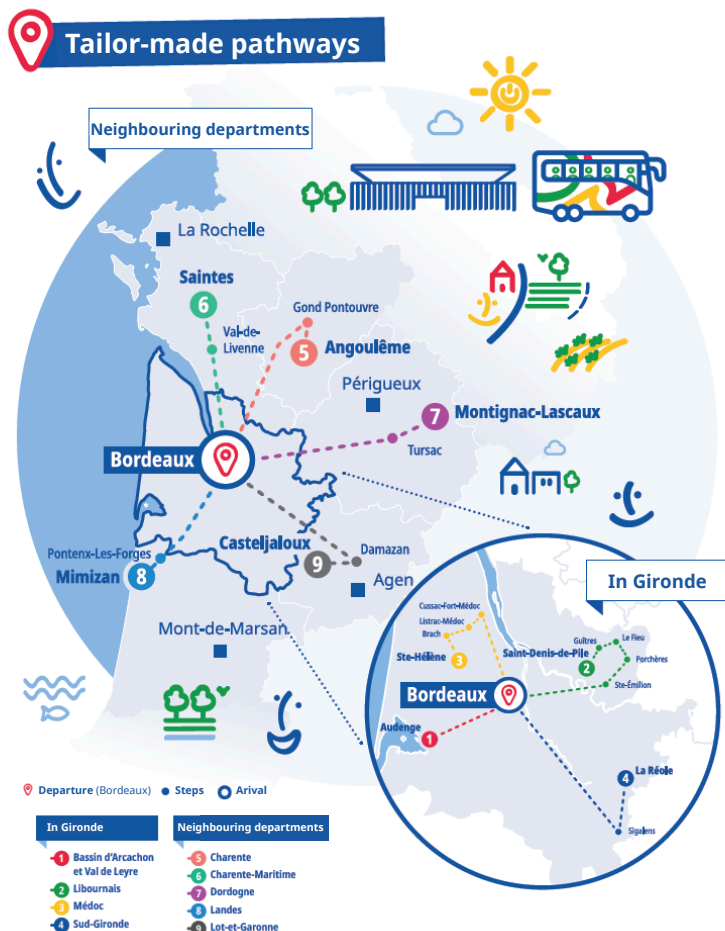 Tailor-made pathways
Neighbouring departments
La Rochelle
Saintes
6
Val-de-
Livenne
Gond Pontouvre
5 Angoulême
Périgueux
7 Montignac-Lascaux
Tursac
Bordeaux
Casteljaloux
9
Damazan
Pontenx-Les-Forges
Mimizan 8
Agen
Mont-de-Marsan
In Gironde
Cussac-Fort-Médoc
Listrac-Médoc
Brach
Ste-Hélène 3
Saint-Denis-de-Pile
2
Guîtres
Le Fieu
Porchères
Ste-Émilion
Bordeaux
Audenge
1
4
La Réole
Sigalens
Departure (Bordeaux) Steps Arival
In Gironde
1 Bassin d'Arcachon
et Val de Leyre
2 Libournais
3 Médoc
4 Sud-Gironde
Neighbouring departments
5 Charente
6 Charente-Maritime
7 Dordogne
8 Landes
9 Lot-et-Garonne